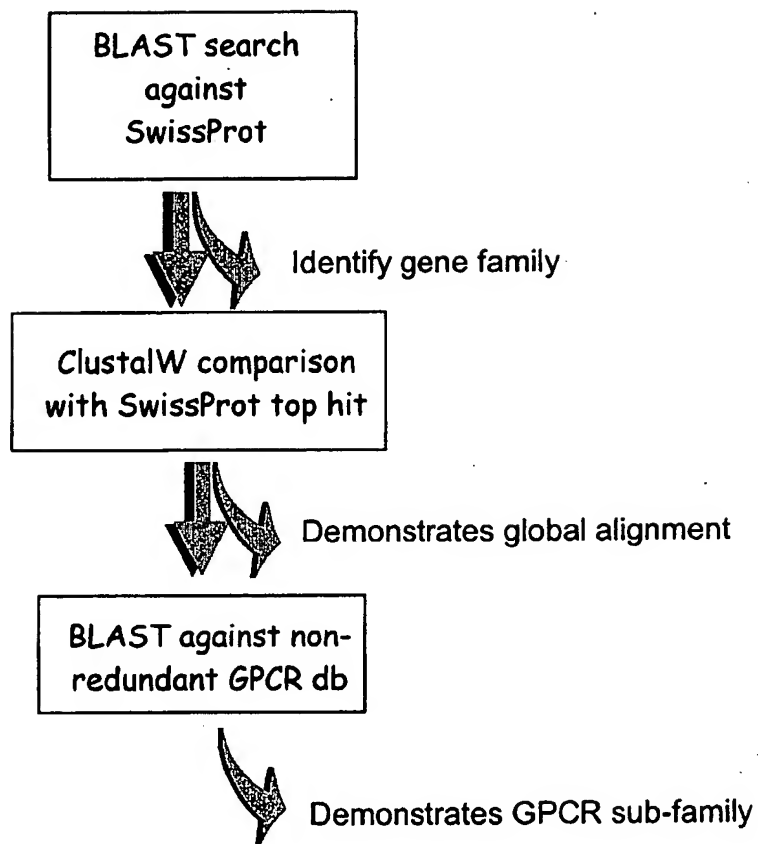 BLAST search
against
SwissProt
Identify gene family
ClustalW comparison
with SwissProt top hit
Demonstrates global alignment
BLAST against non-
redundant GPCR db
Demonstrates GPCR sub-family